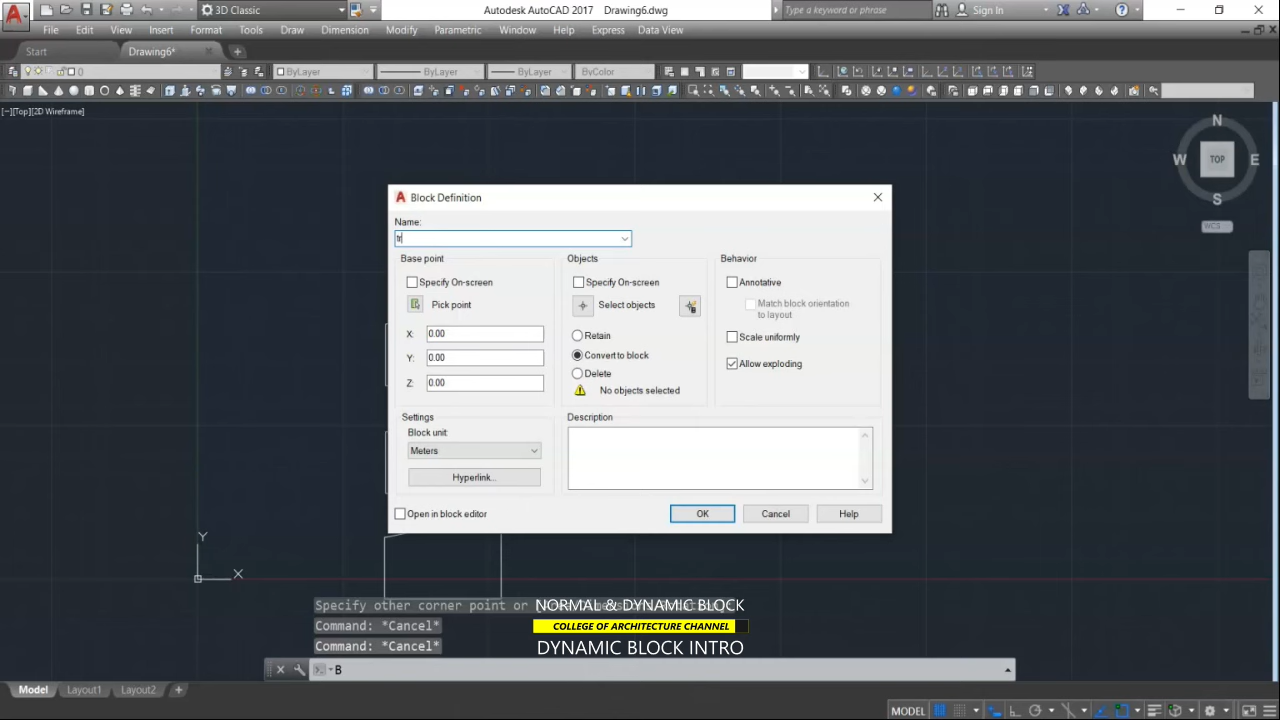 3D Classic
Autodesk AutoCAD 2017 Drawing6.dwg
Type a keyword or phrase
Sign In
File Edit View Insert Format Tools Draw Dimension Modify Parametric Window Help Express Data View
Start
Drawing6*
0
ByLayer
ByLayer
ByLayer
ByColor
[−][Top][2D Wireframe]
N
W
TOP
E
S
WCS
Block Definition
Name:
tr
Base point
Specify On-screen
Pick point
X: 0.00
Y: 0.00
Z: 0.00
Objects
Specify On-screen
Select objects
Retain
Convert to block
Delete
No objects selected
Behavior
Annotative
Match block orientation
to layout
Scale uniformly
Allow exploding
Settings
Block unit:
Meters
Hyperlink...
Description
Open in block editor
OK
Cancel
Help
Y
X
Specify other corner point or
NORMAL & DYNAMIC BLOCK
Command: *Cancel*
COLLEGE OF ARCHITECTURE CHANNEL
Command: *Cancel*
DYNAMIC BLOCK INTRO
B
Model
Layout1
Layout2
MODEL